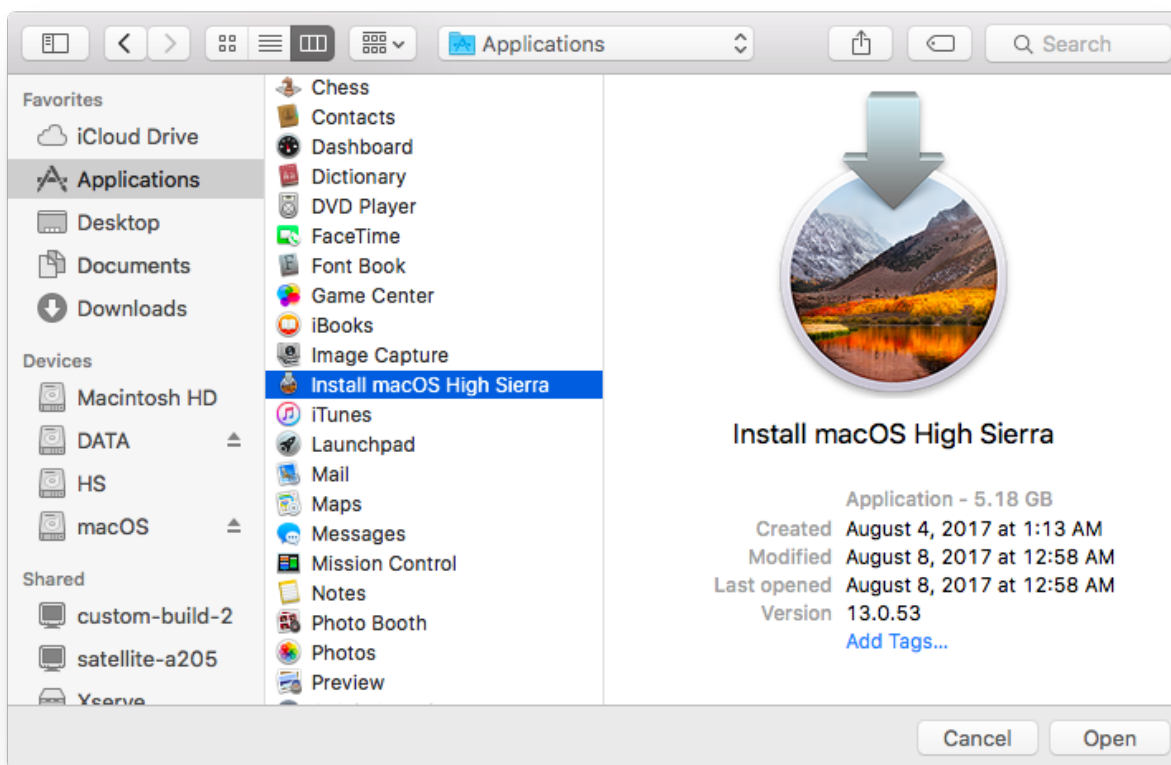 Applications
Search
Favorites
iCloud Drive
Applications
Desktop
Documents
Downloads
Devices
Macintosh HD
DATA
HS
macOS
Shared
custom-build-2
satellite-a205
Xserve
Chess
Contacts
Dashboard
Dictionary
DVD Player
FaceTime
Font Book
Game Center
iBooks
Image Capture
Install macOS High Sierra
iTunes
Launchpad
Mail
Maps
Messages
Mission Control
Notes
Photo Booth
Photos
Preview
Install macOS High Sierra
Application - 5.18 GB
Created August 4, 2017 at 1:13 AM
Modified August 8, 2017 at 12:58 AM
Last opened August 8, 2017 at 12:58 AM
Version 13.0.53
Add Tags...
Cancel
Open